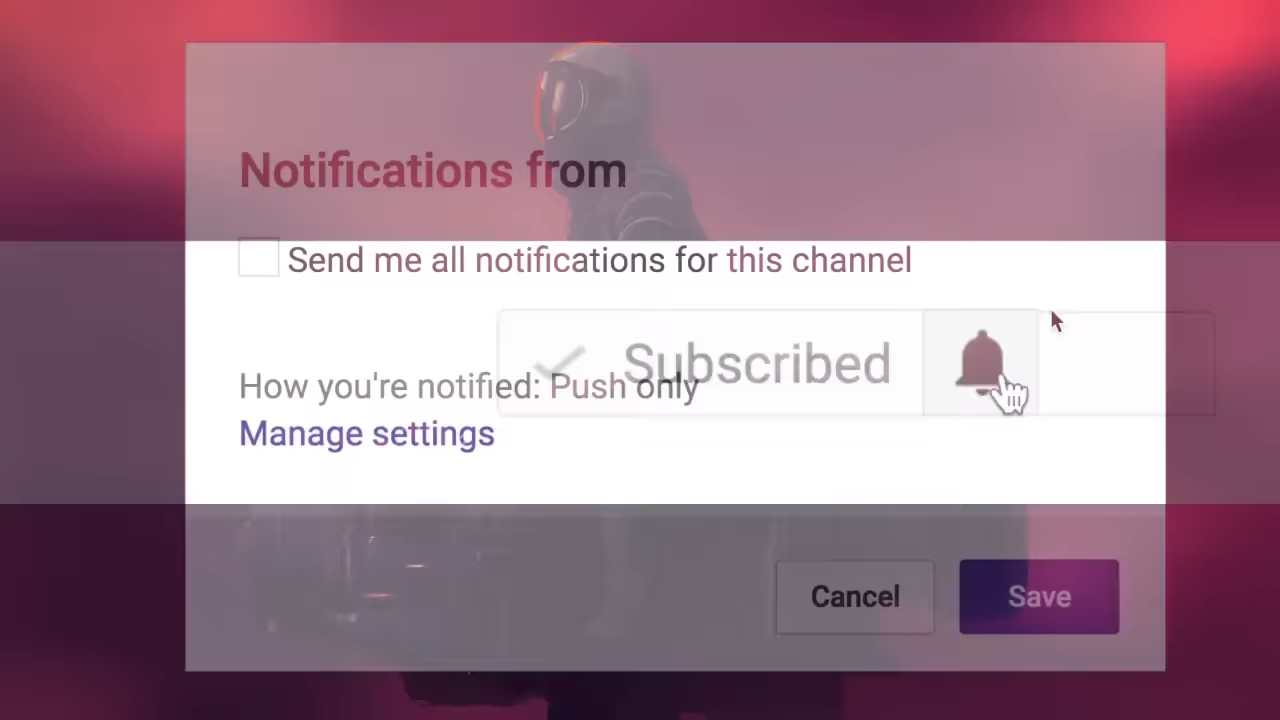 Notifications from
Send me all notifications for this channel
Subscribed
How you're notified: Push only
Manage settings
Cancel
Save